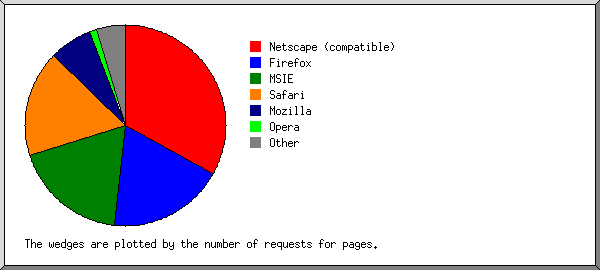 Netscape (compatible)
Firefox
MSIE
Safari
Mozilla
Opera
Other
The wedges are plotted by the number of requests for pages.